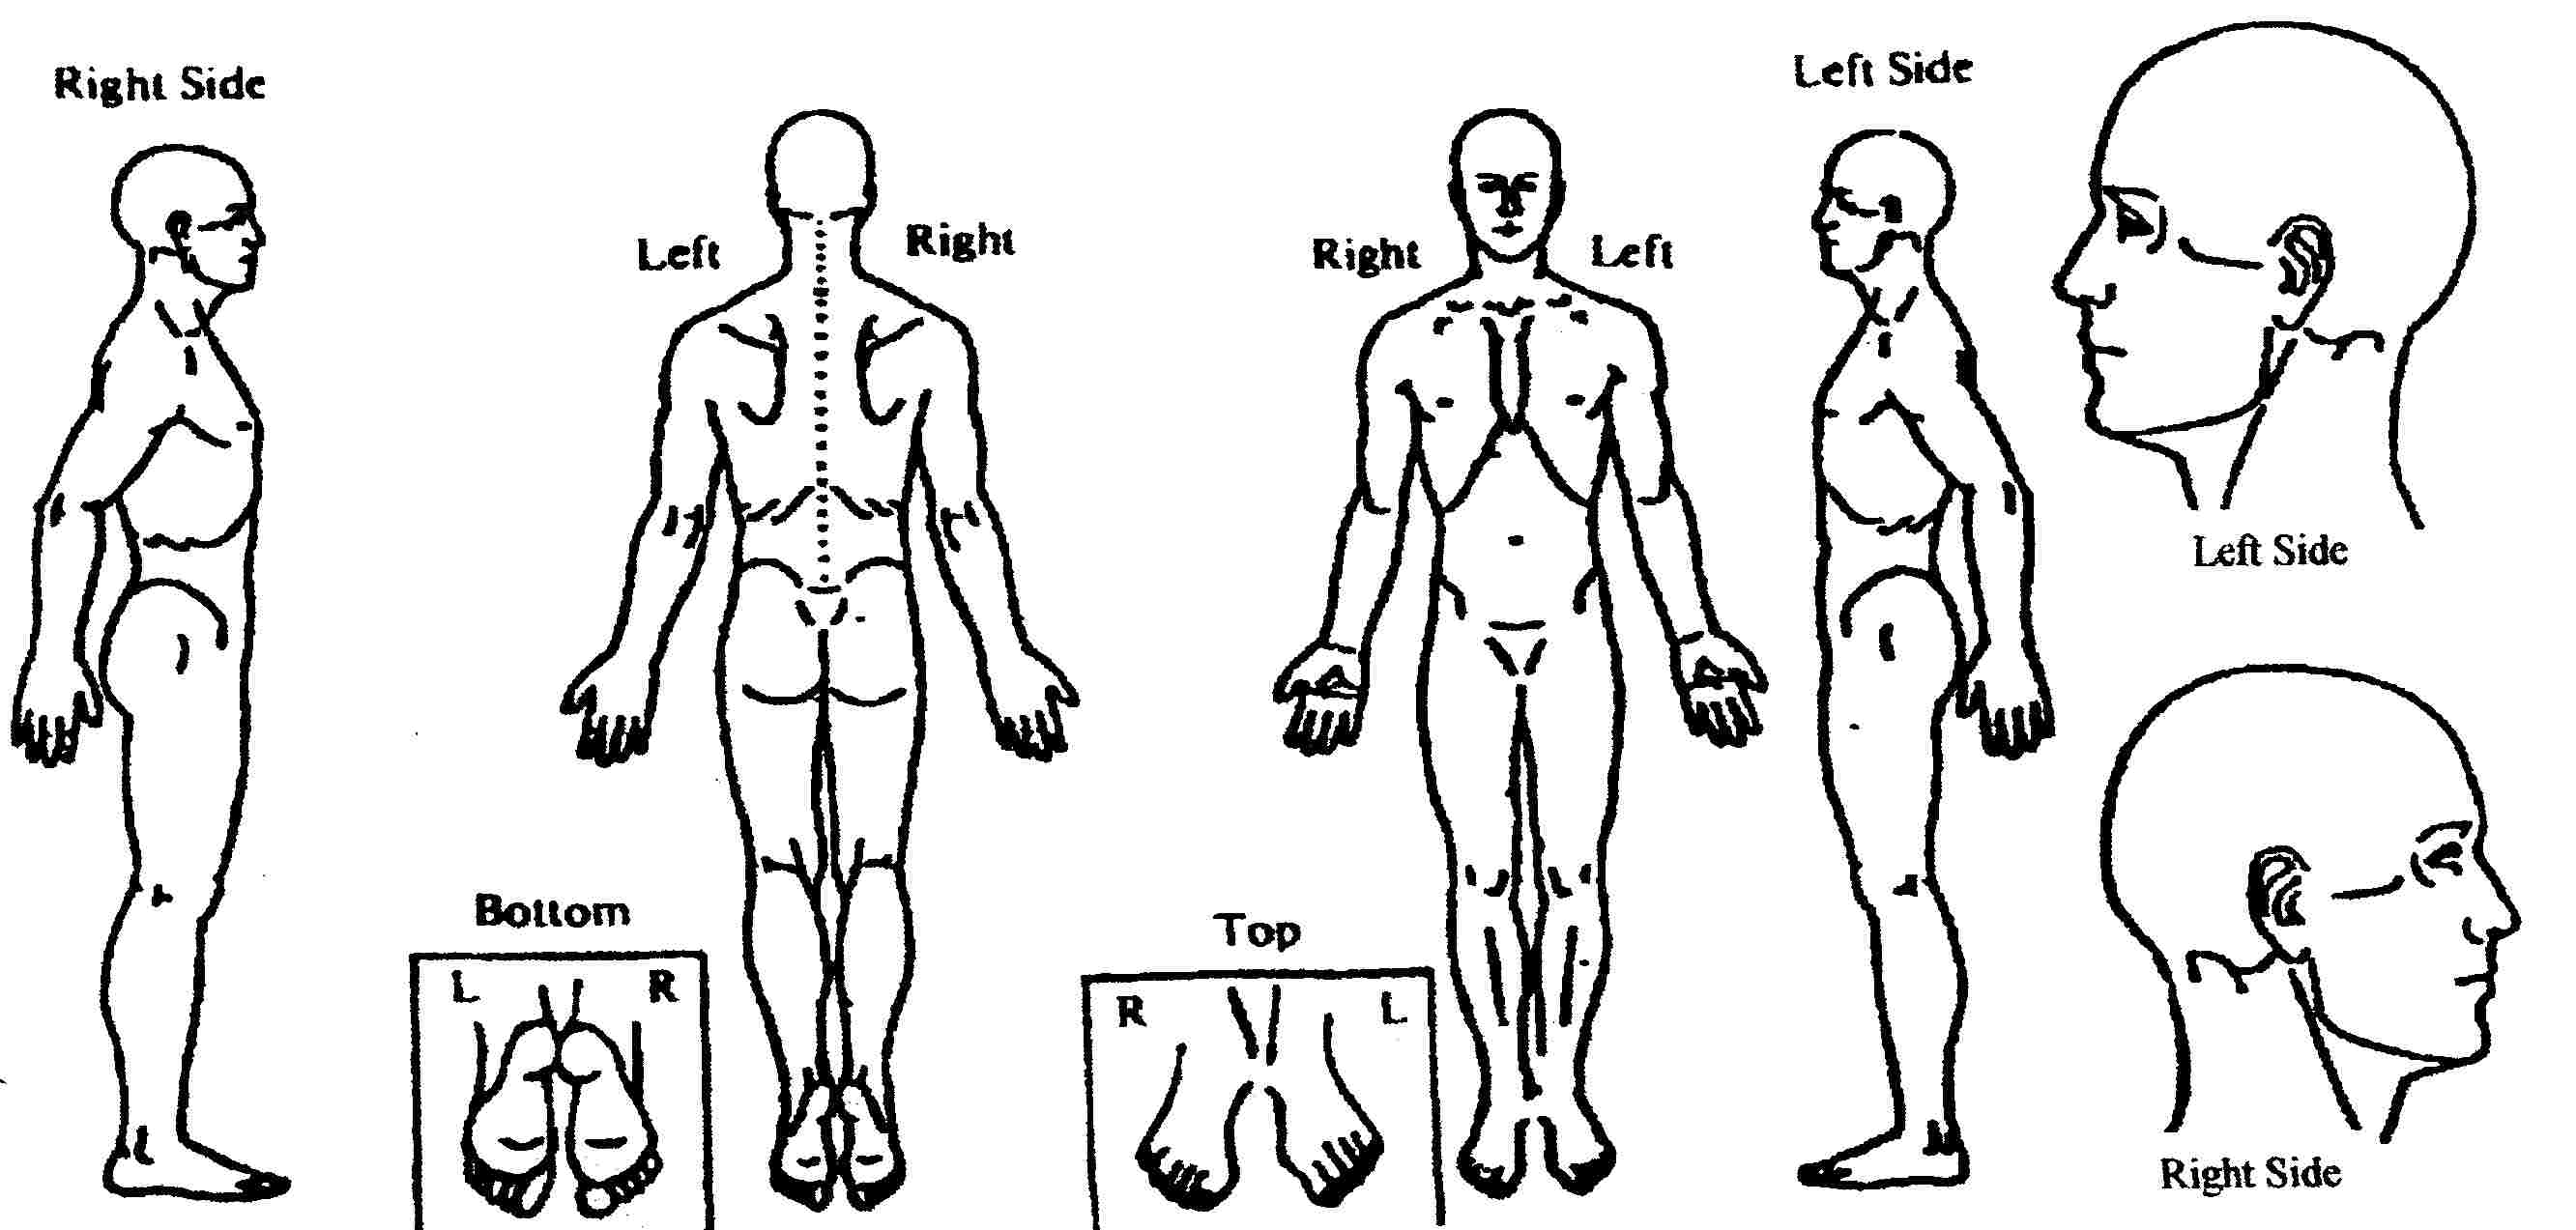 Right Side
Left Side
Left
Right
Right
Left
Left Side
Bottom
L
R
Top
R
L
Right Side